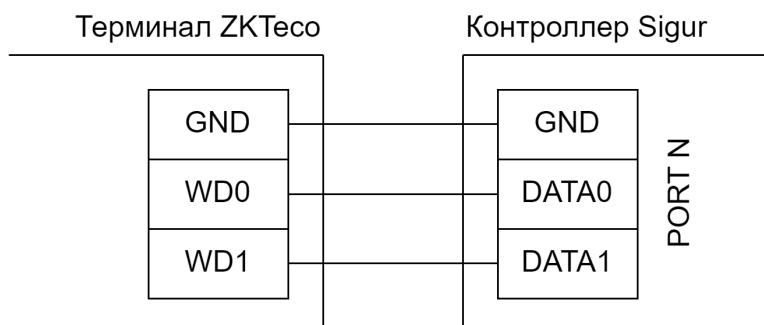 Терминал ZKTeco
Контроллер Sigur
GND
GND
WD0
DATA0
WD1
DATA1
PORT N